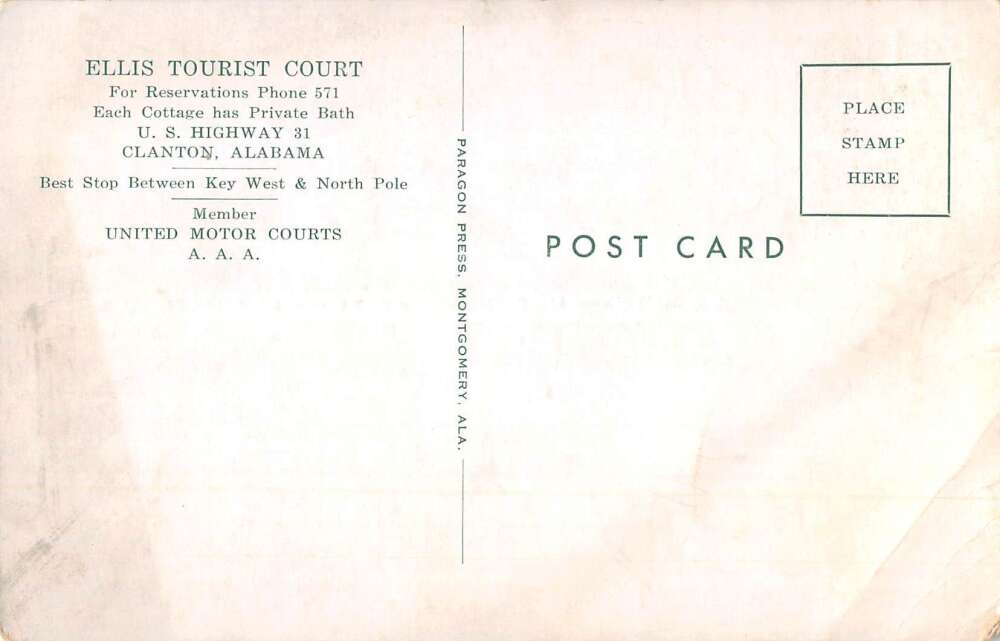 ELLIS TOURIST COURT
For Reservations Phone 571
Each Cottage has Private Bath
U. S. HIGHWAY 31
CLANTON, ALABAMA
Best Stop Between Key West & North Pole
Member
UNITED MOTOR COURTS
A. A. A.
PARAGON PRESS, MONTGOMERY, ALA.
POST CARD
PLACE
STAMP
HERE